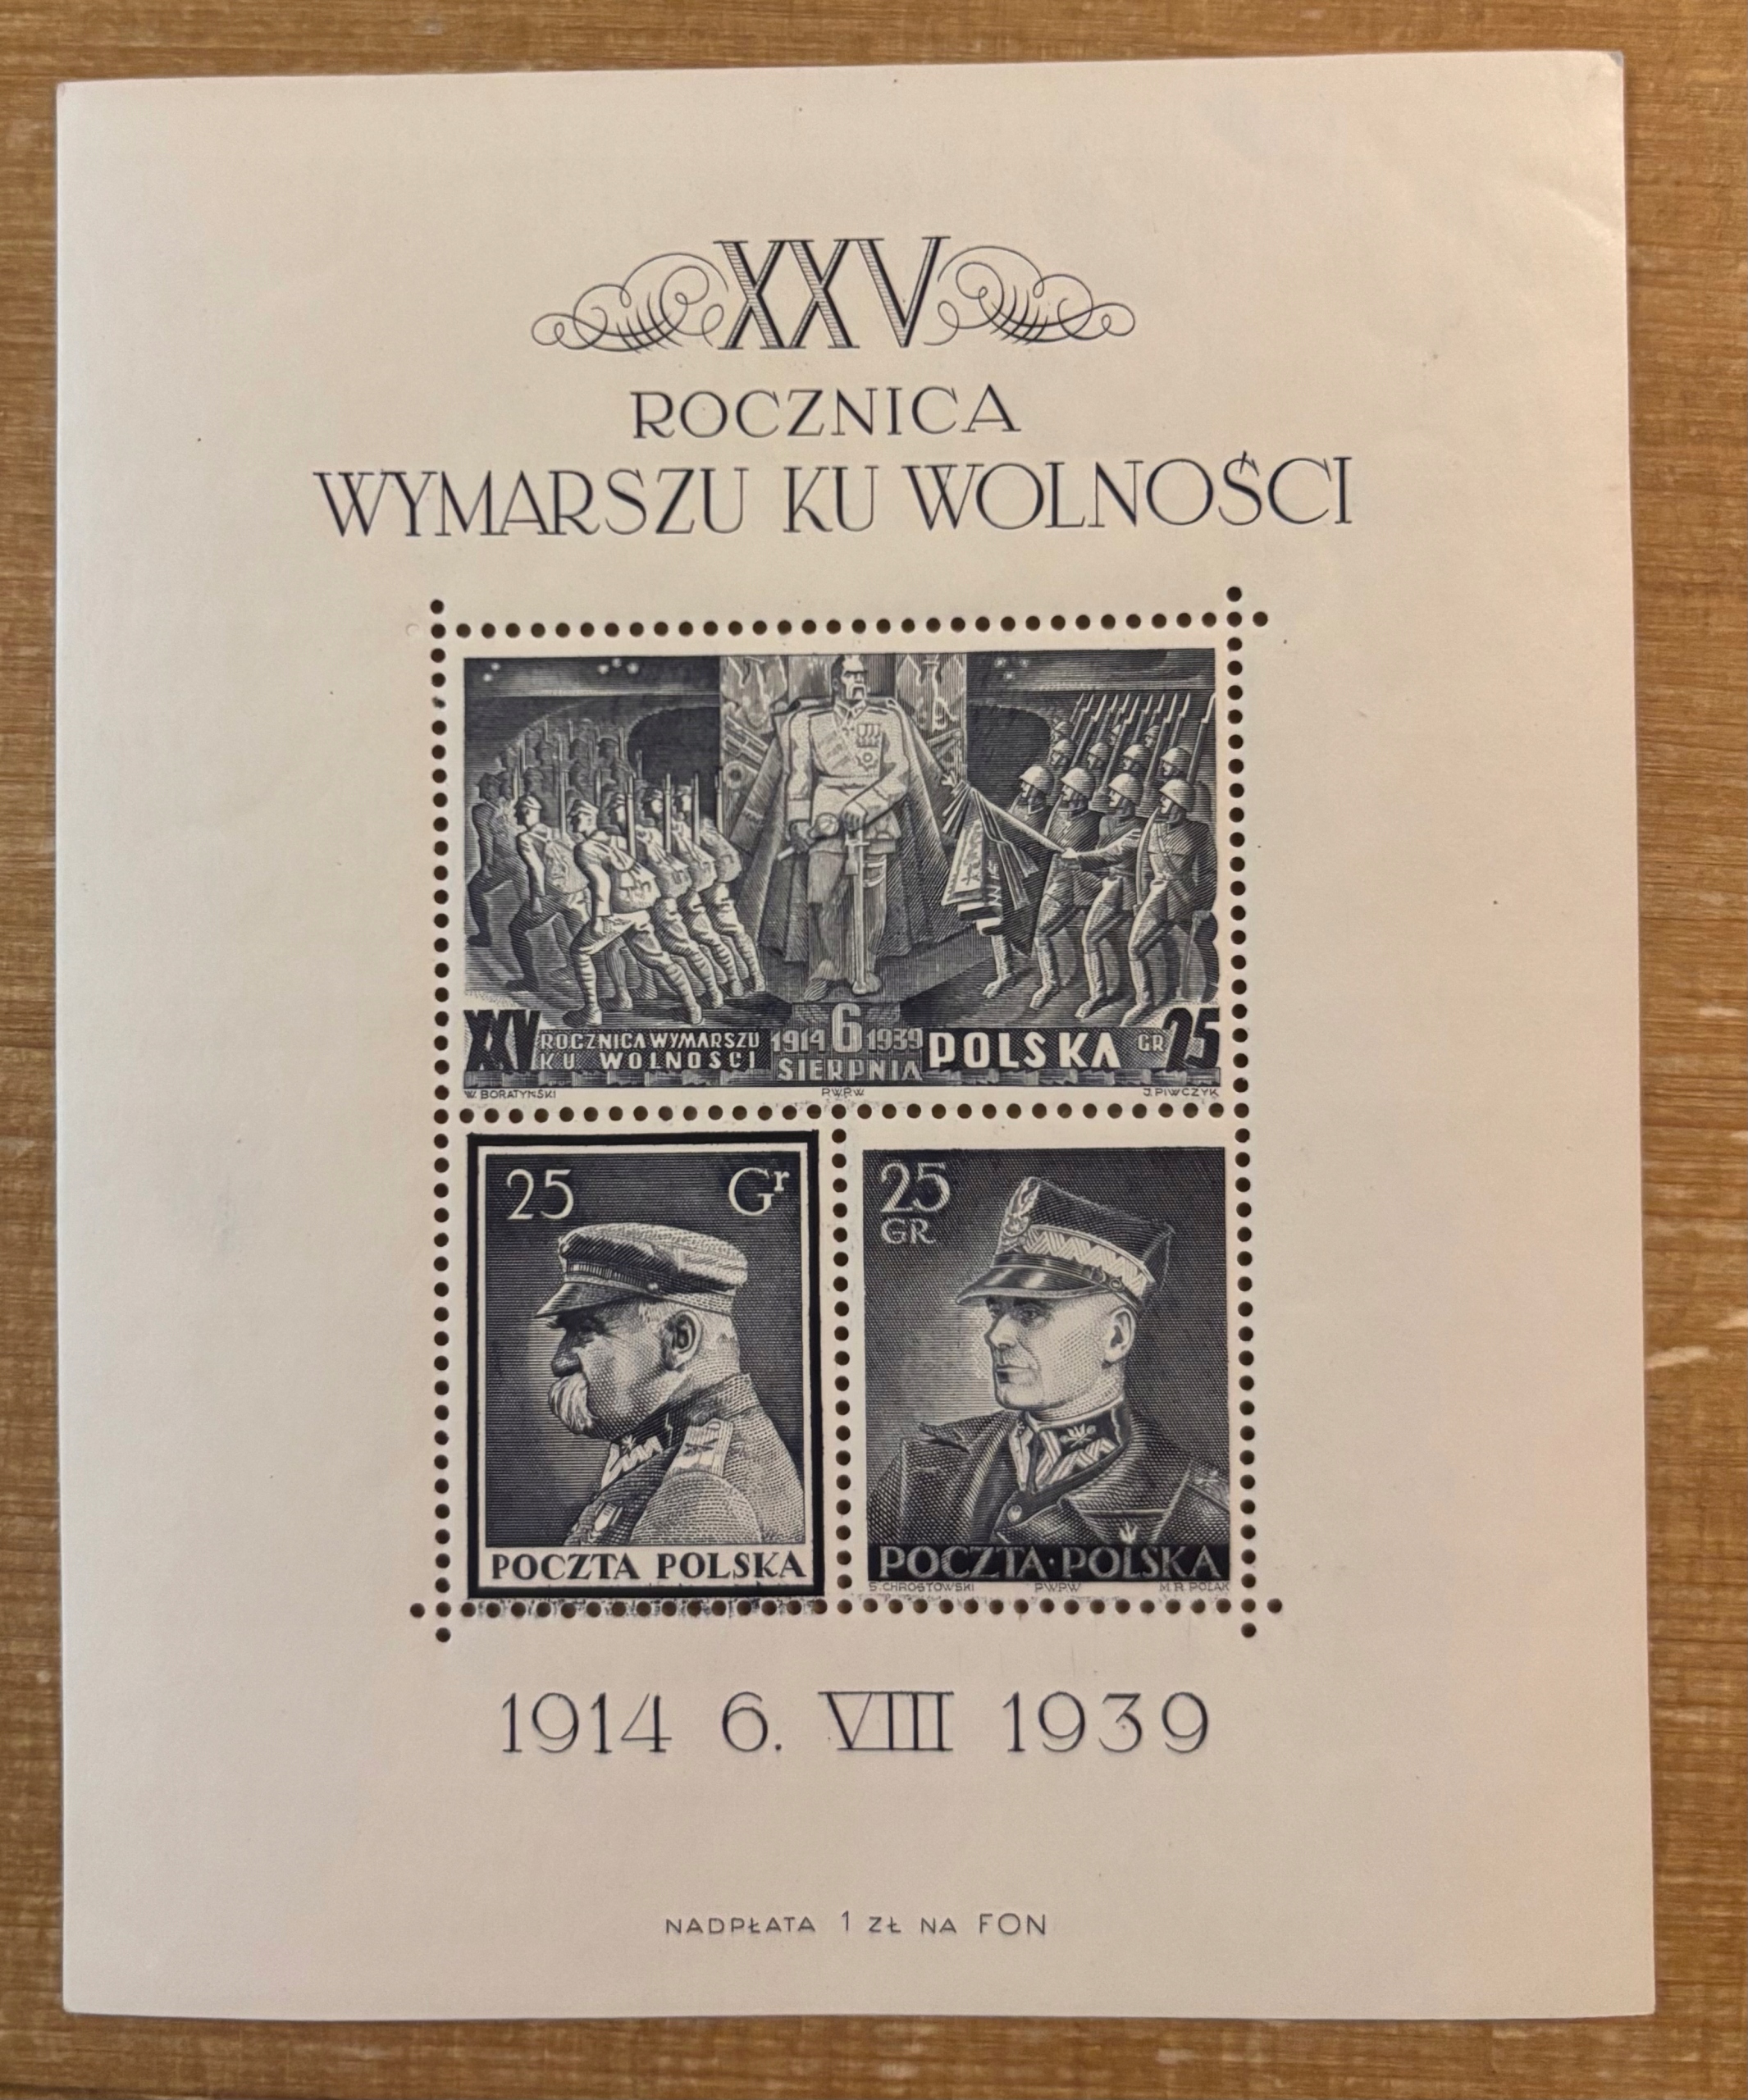 XXV
ROCZNICA
WYMARSZU KU WOLNOŚCI
XXV ROCZNICA WYMARSZU
KU WOLNOŚCI
1914 6 1939
SIERPNIA
POLSKA GR 25
W. BORATYŃSKI PWPW J. PIWCZYK
25 Gr
POCZTA POLSKA
25
GR
POCZTA·POLSKA
S. CHROSTOWSKI PWPW M.R. POLAK
1914 6. VIII 1939
NADPŁATA 1 ZŁ NA FON